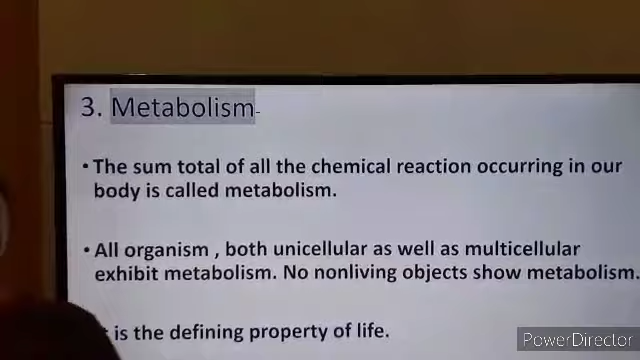 3. Metabolism-
• The sum total of all the chemical reaction occurring in our
body is called metabolism.
• All organism , both unicellular as well as multicellular
exhibit metabolism. No nonliving objects show metabolism.
is the defining property of life.
PowerDirector